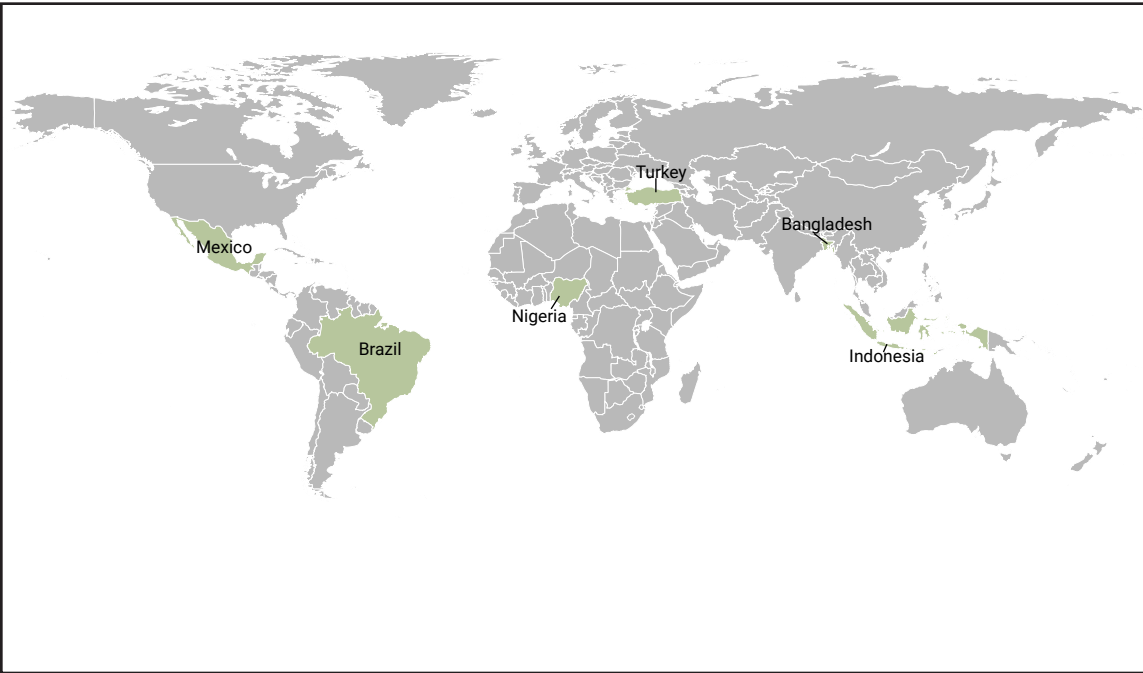 Turkey
Bangladesh
Mexico
Nigeria
Brazil
Indonesia